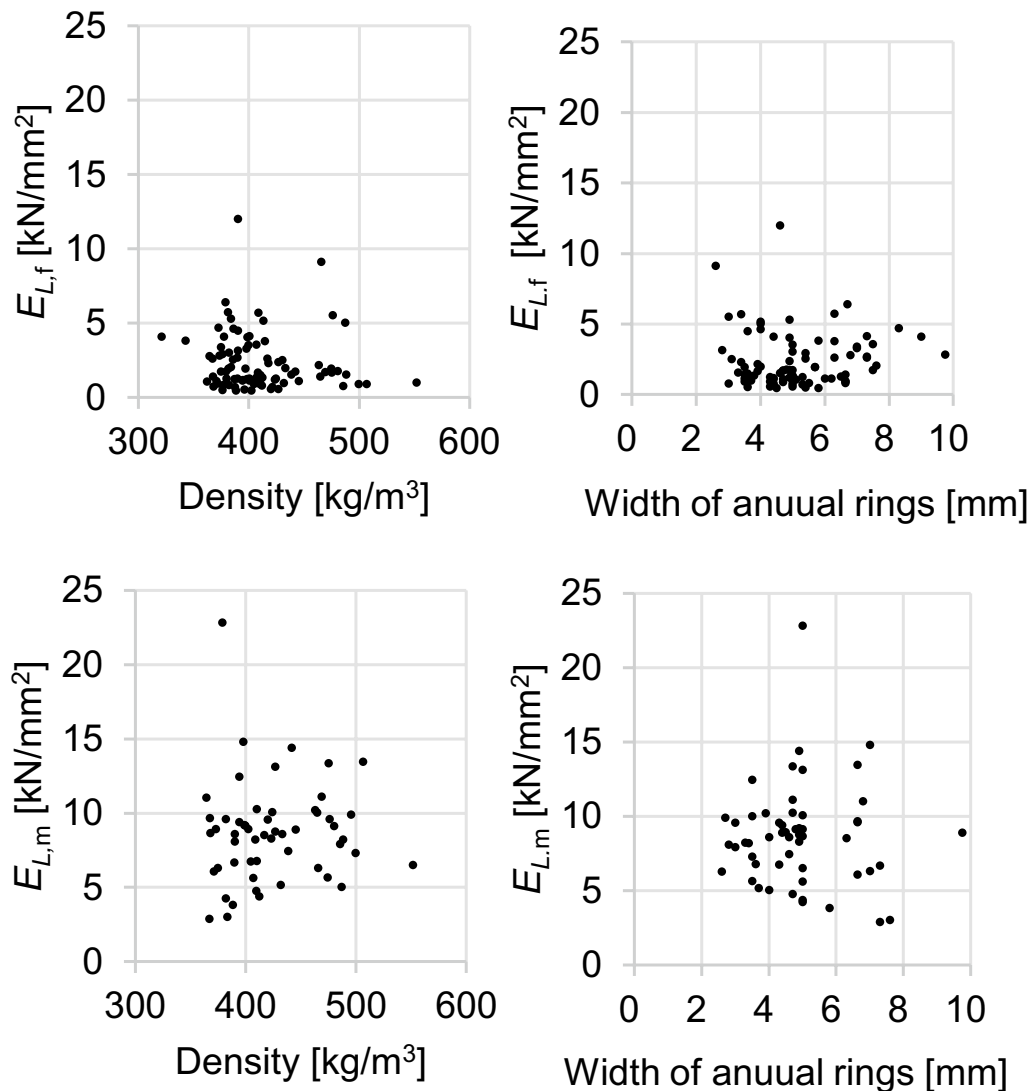 25
20
15
10
5
0
E_L,f [kN/mm²]
300 400 500 600
Density [kg/m³]
25
20
15
10
5
0
E_L.f [kN/mm²]
0 2 4 6 8 10
Width of anuual rings [mm]
25
20
15
10
5
0
E_L,m [kN/mm²]
300 400 500 600
Density [kg/m³]
25
20
15
10
5
0
E_L.m [kN/mm²]
0 2 4 6 8 10
Width of anuual rings [mm]